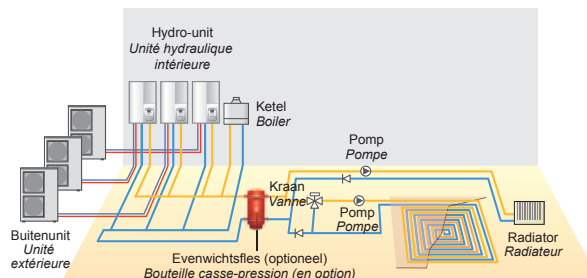 Hydro-unit
Unité hydraulique
intérieure
Ketel
Boiler
Pomp
Pompe
Kraan
Vanne
Pomp
Pompe
Buitenunit
Unité
extérieure
Radiator
Radiateur
Evenwichtsfles (optioneel)
Bouteille casse-pression (en option)